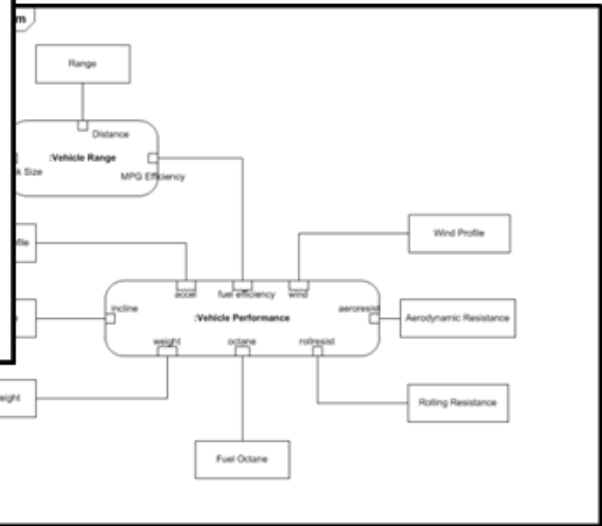 m
Range
Distance
:Vehicle Range
k Size
MPG Efficiency
file
Wind Profile
accel
fuel efficiency
wind
incline
aeroresist
:Vehicle Performance
Aerodynamic Resistance
weight
octane
rollresist
eight
Rolling Resistance
Fuel Octane